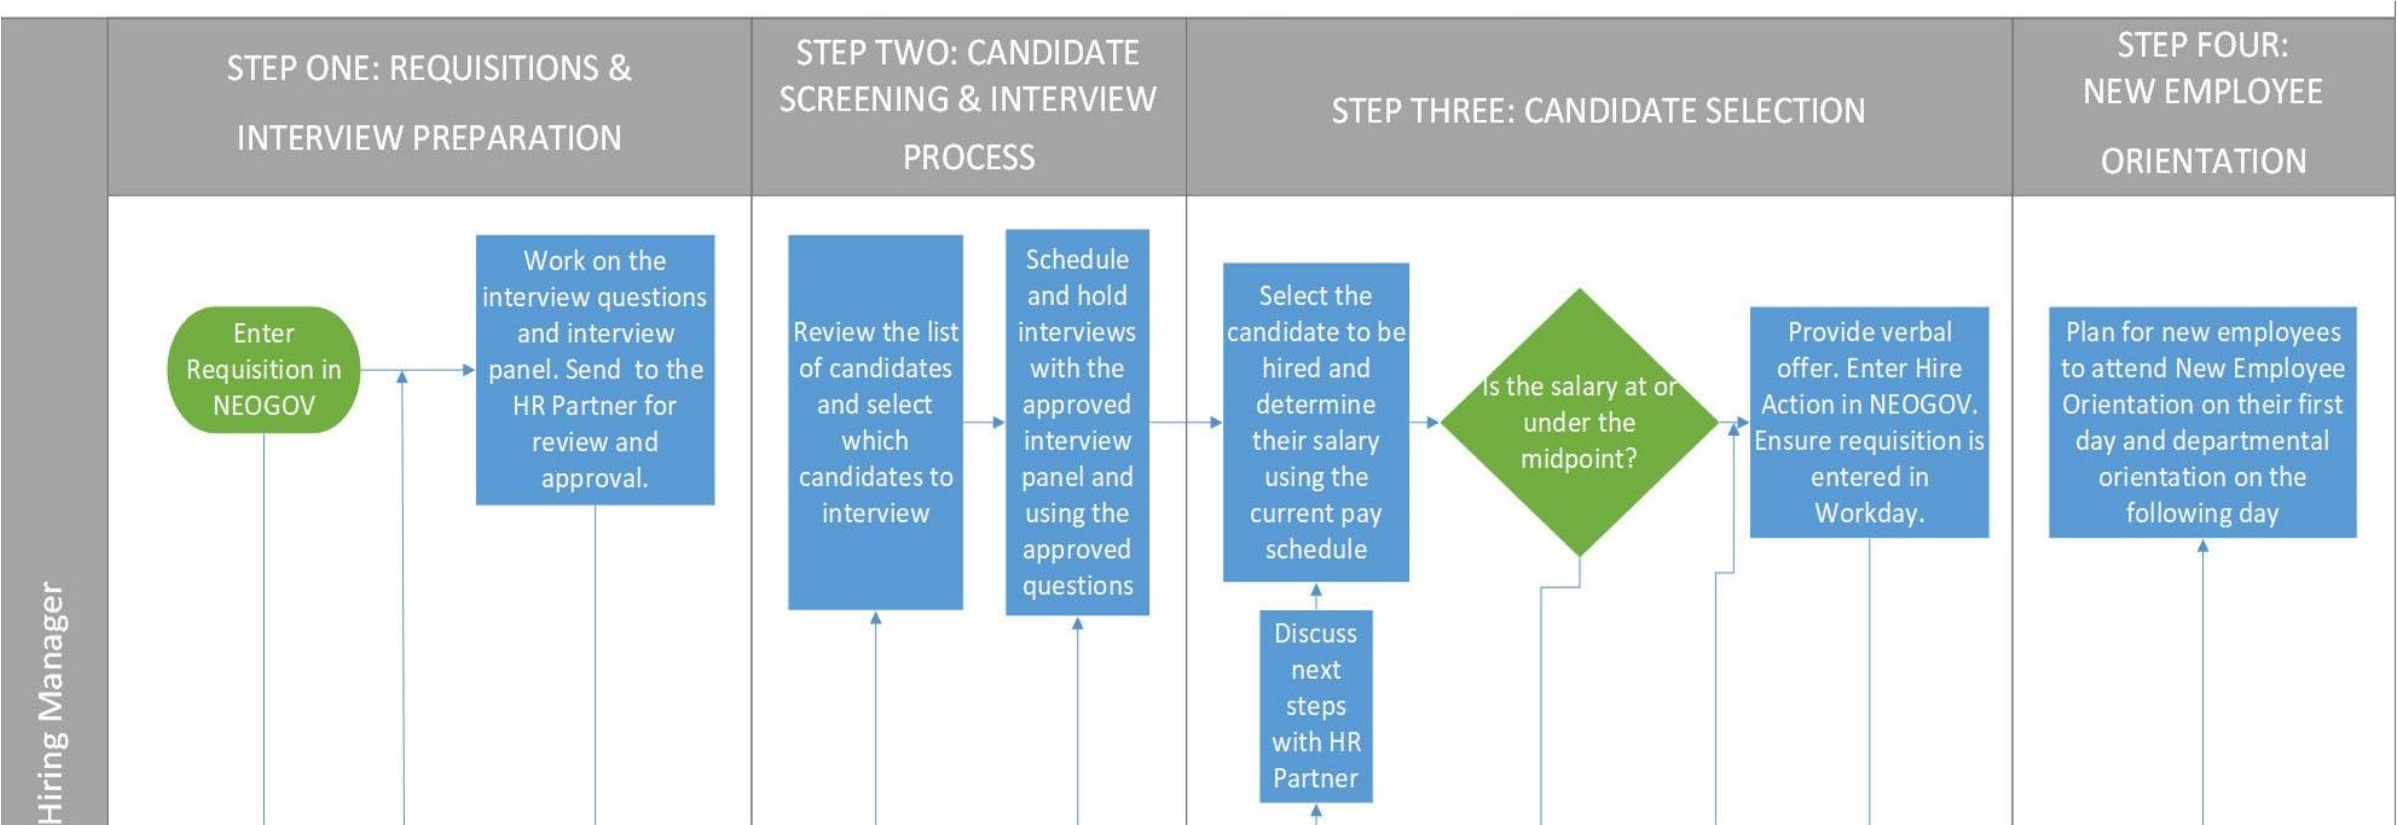 STEP ONE: REQUISITIONS &
INTERVIEW PREPARATION
STEP TWO: CANDIDATE
SCREENING & INTERVIEW
PROCESS
STEP THREE: CANDIDATE SELECTION
STEP FOUR:
NEW EMPLOYEE
ORIENTATION
Hiring Manager
Enter
Requisition in
NEOGOV
Work on the
interview questions
and interview
panel. Send  to the
HR Partner for
review and
approval.
Review the list
of candidates
and select
which
candidates to
interview
Schedule
and hold
interviews
with the
approved
interview
panel and
using the
approved
questions
Select the
candidate to be
hired and
determine
their salary
using the
current pay
schedule
Discuss
next
steps
with HR
Partner
Is the salary at or
under the
midpoint?
Provide verbal
offer. Enter Hire
Action in NEOGOV.
Ensure requisition is
entered in
Workday.
Plan for new employees
to attend New Employee
Orientation on their first
day and departmental
orientation on the
following day